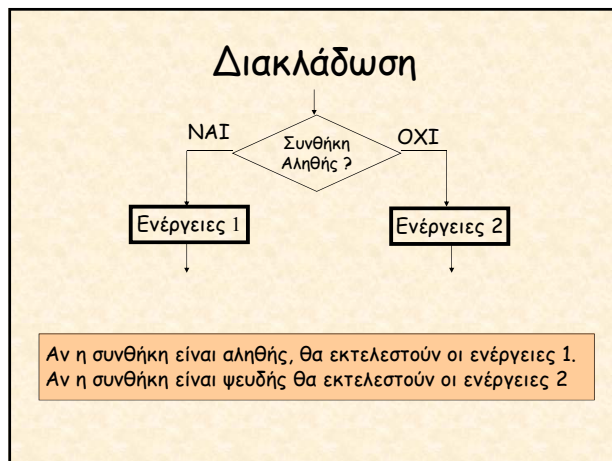 Διακλάδωση
ΝΑΙ
Συνθήκη
Αληθής ?
ΟΧΙ
Ενέργειες 1
Ενέργειες 2
Αν η συνθήκη είναι αληθής, θα εκτελεστούν οι ενέργειες 1.
Αν η συνθήκη είναι ψευδής θα εκτελεστούν οι ενέργειες 2